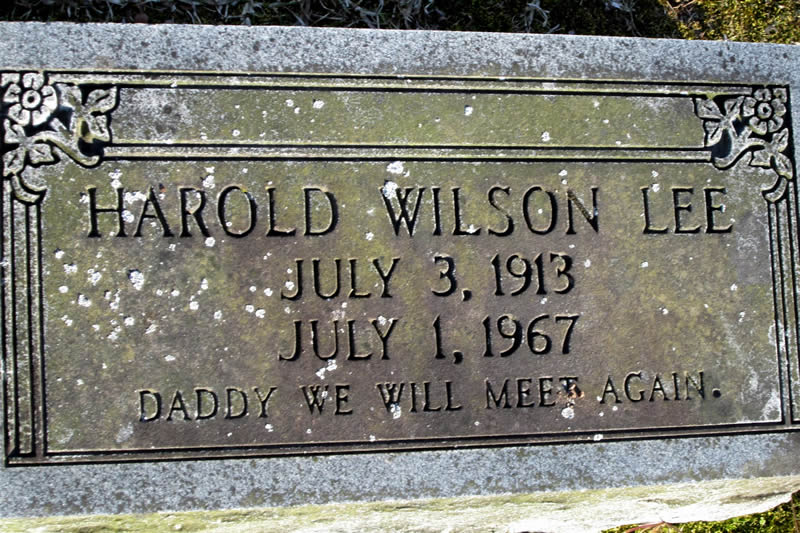 HAROLD WILSON LEE
JULY 3, 1913
JULY 1, 1967
DADDY WE WILL MEET AGAIN.